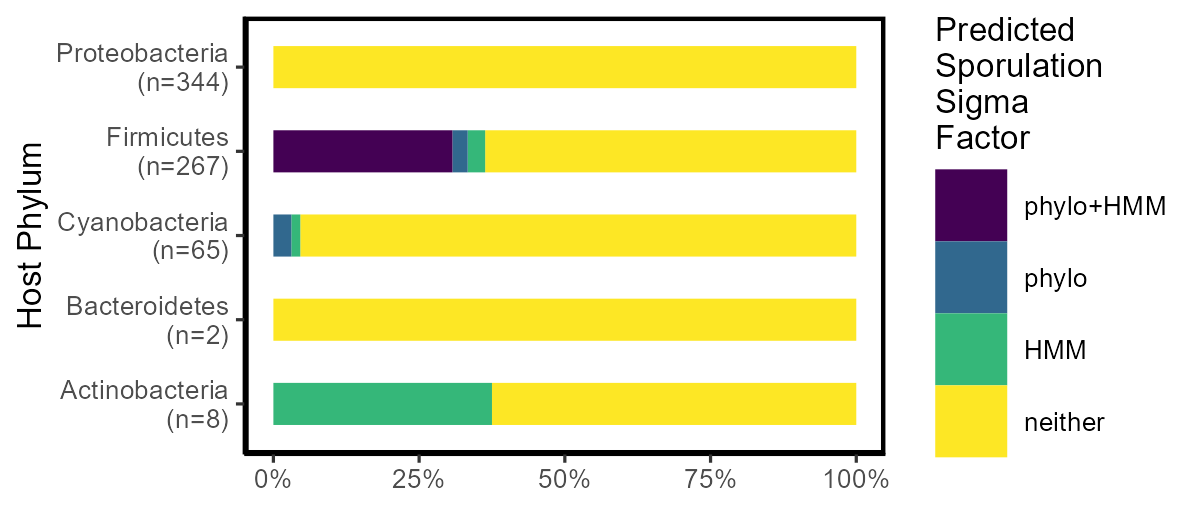 Host Phylum
Proteobacteria
(n=344)
Firmicutes
(n=267)
Cyanobacteria
(n=65)
Bacteroidetes
(n=2)
Actinobacteria
(n=8)
0%
25%
50%
75%
100%
Predicted
Sporulation
Sigma
Factor
phylo+HMM
phylo
HMM
neither